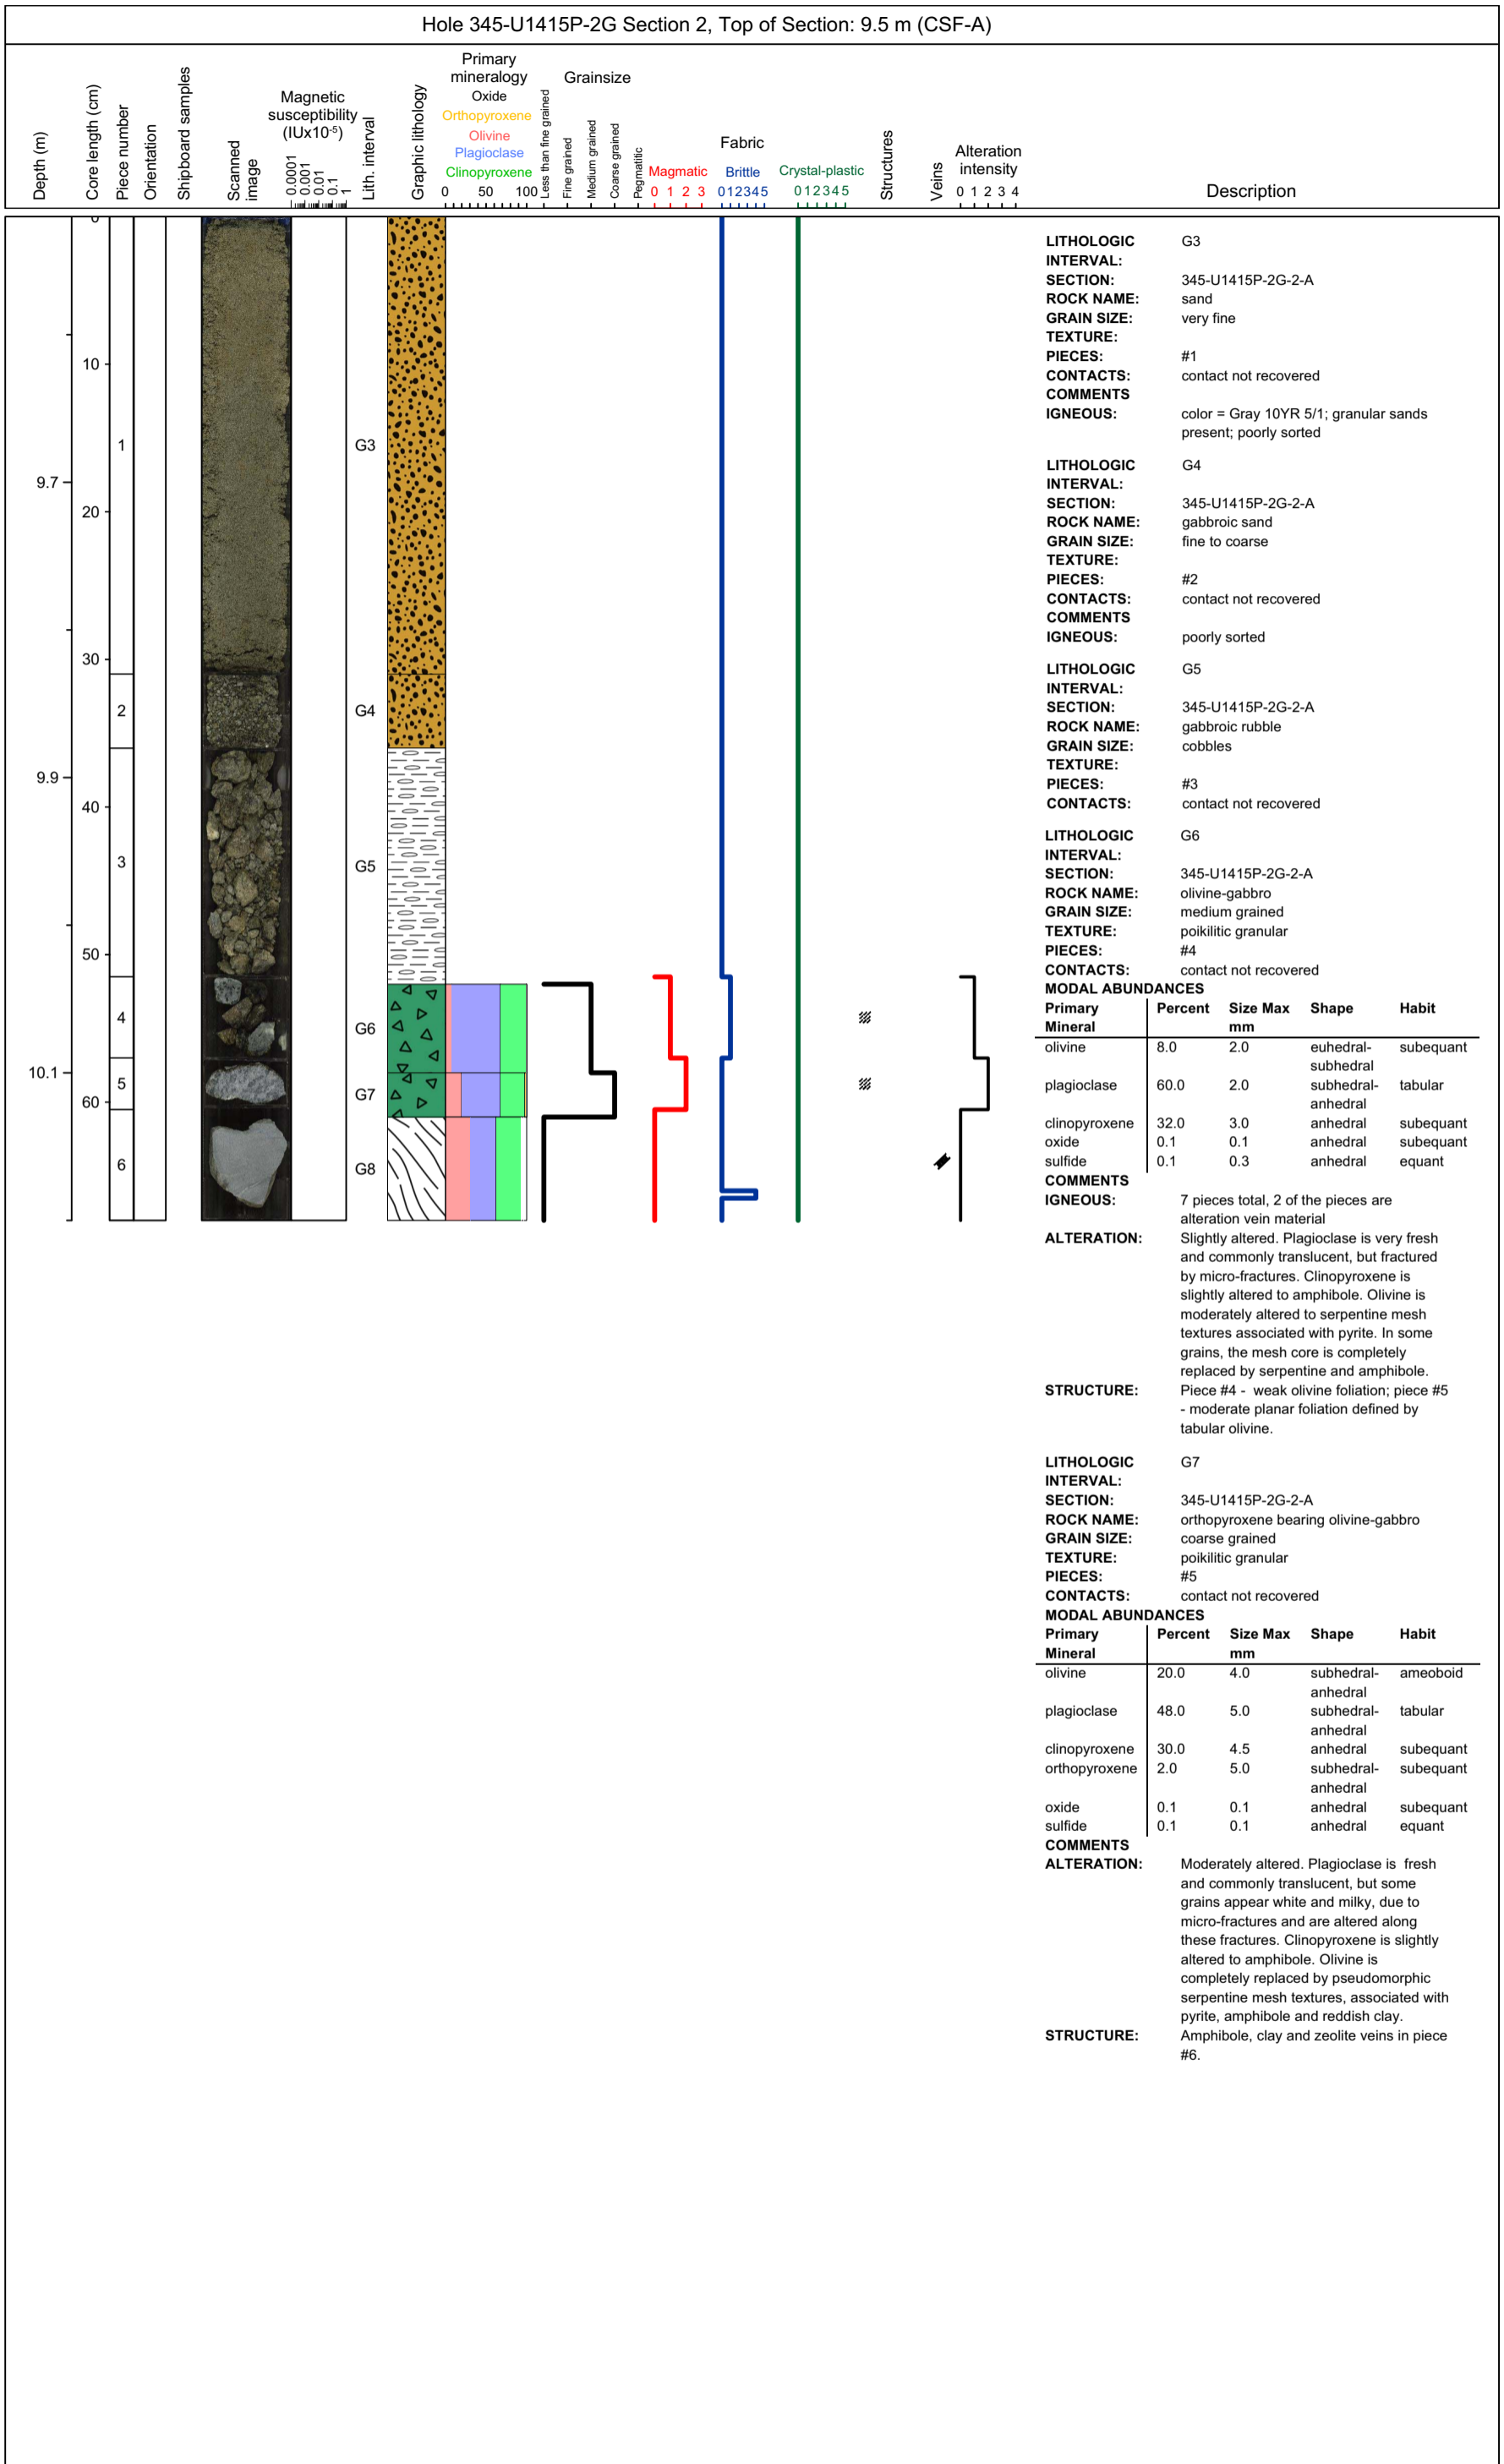 Hole 345-U1415P-2G Section 2, Top of Section: 9.5 m (CSF-A)
Depth (m)
Core length (cm)
Piece number
Orientation
Shipboard samples
Scanned
image
Magnetic
susceptibility
(IUx10-5)
0.0001
0.001
0.01
0.1
1
Lith. interval
Graphic lithology
Primary
mineralogy
Oxide
Orthopyroxene
Olivine
Plagioclase
Clinopyroxene
0 50 100
Grainsize
Less than fine grained
Fine grained
Medium grained
Coarse grained
Pegmatitic
Fabric
Magmatic
0 1 2 3
Brittle
012345
Crystal-plastic
012345
Structures
Veins
Alteration
intensity
0 1 2 3 4
Description
0
10
20
30
40
50
60
9.7
9.9
10.1
1
2
3
4
5
6
G3
G4
G5
G6
G7
G8
LITHOLOGIC G3
INTERVAL:
SECTION: 345-U1415P-2G-2-A
ROCK NAME: sand
GRAIN SIZE: very fine
TEXTURE:
PIECES: #1
CONTACTS: contact not recovered
COMMENTS
IGNEOUS: color = Gray 10YR 5/1; granular sands
present; poorly sorted
LITHOLOGIC G4
INTERVAL:
SECTION: 345-U1415P-2G-2-A
ROCK NAME: gabbroic sand
GRAIN SIZE: fine to coarse
TEXTURE:
PIECES: #2
CONTACTS: contact not recovered
COMMENTS
IGNEOUS: poorly sorted
LITHOLOGIC G5
INTERVAL:
SECTION: 345-U1415P-2G-2-A
ROCK NAME: gabbroic rubble
GRAIN SIZE: cobbles
TEXTURE:
PIECES: #3
CONTACTS: contact not recovered
LITHOLOGIC G6
INTERVAL:
SECTION: 345-U1415P-2G-2-A
ROCK NAME: olivine-gabbro
GRAIN SIZE: medium grained
TEXTURE: poikilitic granular
PIECES: #4
CONTACTS: contact not recovered
MODAL ABUNDANCES
Primary Percent Size Max Shape Habit
Mineral mm
olivine 8.0 2.0 euhedral- subequant
subhedral
plagioclase 60.0 2.0 subhedral- tabular
anhedral
clinopyroxene 32.0 3.0 anhedral subequant
oxide 0.1 0.1 anhedral subequant
sulfide 0.1 0.3 anhedral equant
COMMENTS
IGNEOUS: 7 pieces total, 2 of the pieces are
alteration vein material
ALTERATION: Slightly altered. Plagioclase is very fresh
and commonly translucent, but fractured
by micro-fractures. Clinopyroxene is
slightly altered to amphibole. Olivine is
moderately altered to serpentine mesh
textures associated with pyrite. In some
grains, the mesh core is completely
replaced by serpentine and amphibole.
STRUCTURE: Piece #4 - weak olivine foliation; piece #5
- moderate planar foliation defined by
tabular olivine.
LITHOLOGIC G7
INTERVAL:
SECTION: 345-U1415P-2G-2-A
ROCK NAME: orthopyroxene bearing olivine-gabbro
GRAIN SIZE: coarse grained
TEXTURE: poikilitic granular
PIECES: #5
CONTACTS: contact not recovered
MODAL ABUNDANCES
Primary Percent Size Max Shape Habit
Mineral mm
olivine 20.0 4.0 subhedral- ameoboid
anhedral
plagioclase 48.0 5.0 subhedral- tabular
anhedral
clinopyroxene 30.0 4.5 anhedral subequant
orthopyroxene 2.0 5.0 subhedral- subequant
anhedral
oxide 0.1 0.1 anhedral subequant
sulfide 0.1 0.1 anhedral equant
COMMENTS
ALTERATION: Moderately altered. Plagioclase is fresh
and commonly translucent, but some
grains appear white and milky, due to
micro-fractures and are altered along
these fractures. Clinopyroxene is slightly
altered to amphibole. Olivine is
completely replaced by pseudomorphic
serpentine mesh textures, associated with
pyrite, amphibole and reddish clay.
STRUCTURE: Amphibole, clay and zeolite veins in piece
#6.